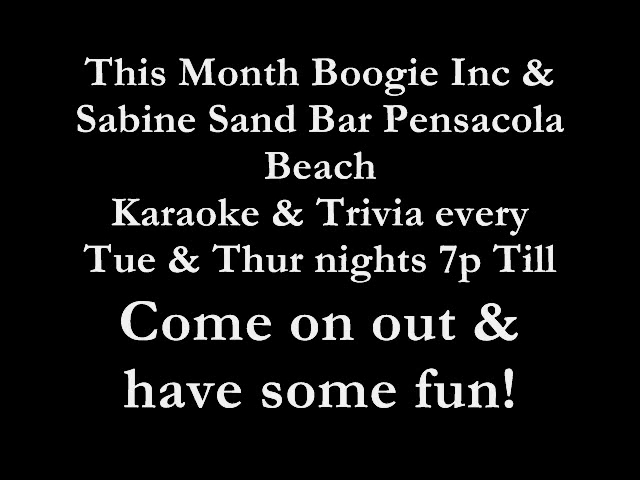 This Month Boogie Inc &
Sabine Sand Bar Pensacola
Beach
Karaoke & Trivia every
Tue & Thur nights 7p Till
Come on out &
have some fun!